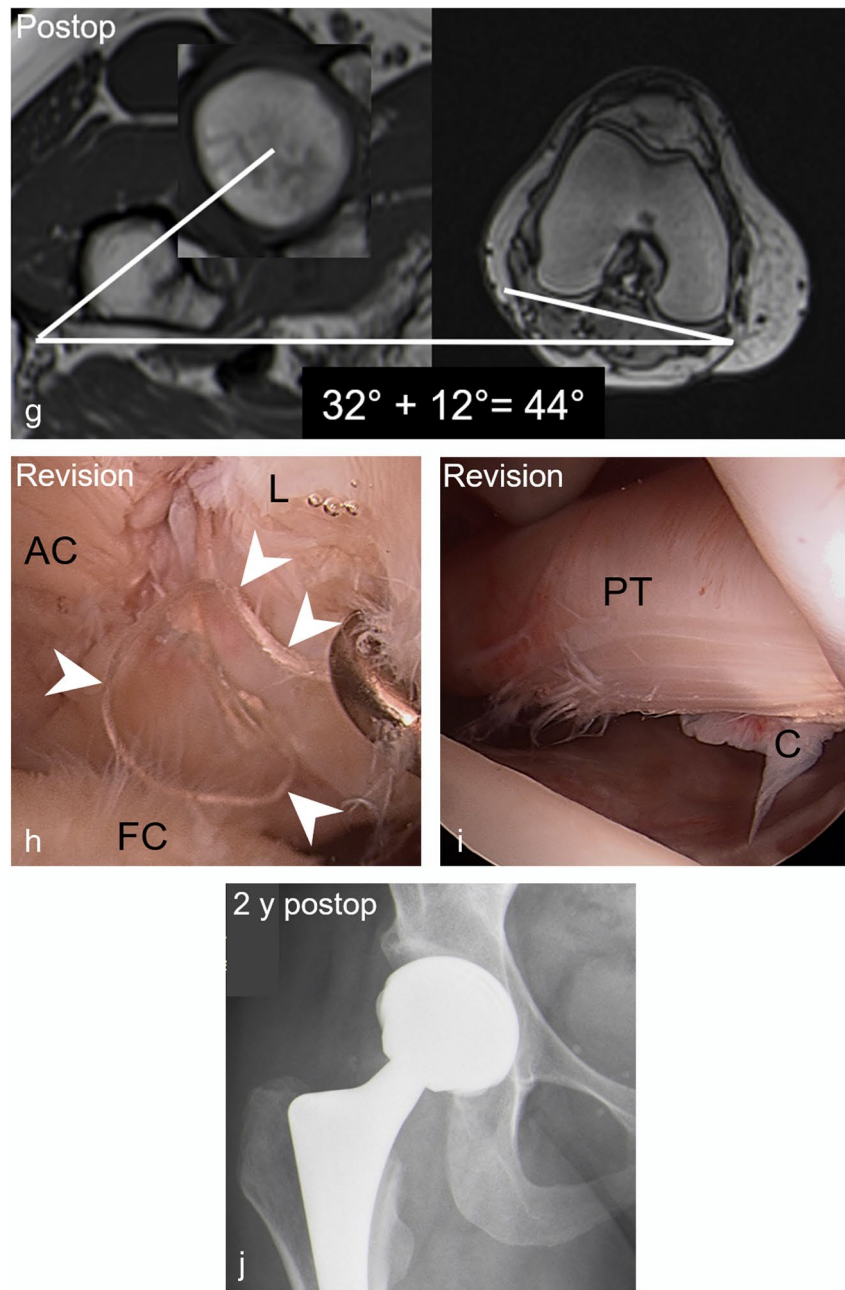 Postop
32° + 12°= 44°
g
Revision
L
AC
FC
h
Revision
PT
C
i
2 y postop
j